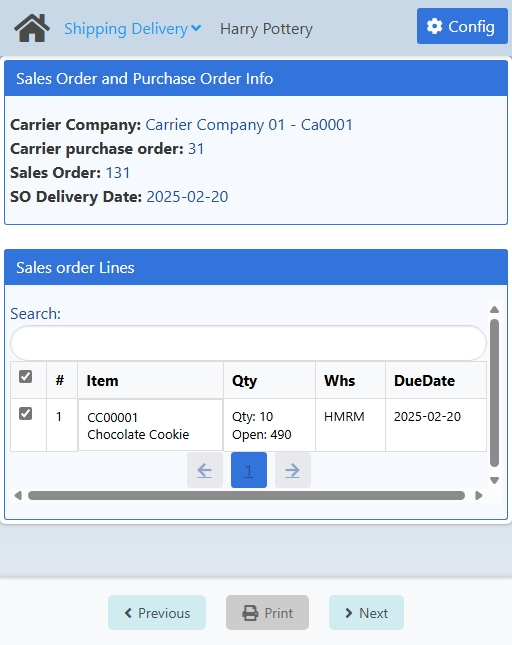 Shipping Delivery Harry Pottery Config
Sales Order and Purchase Order Info
Carrier Company: Carrier Company 01 - Ca0001
Carrier purchase order: 31
Sales Order: 131
SO Delivery Date: 2025-02-20
Sales order Lines
Search:
# Item Qty Whs DueDate
1 CC00001 Qty: 10 HMRM 2025-02-20
Chocolate Cookie Open: 490
1
Previous Print Next